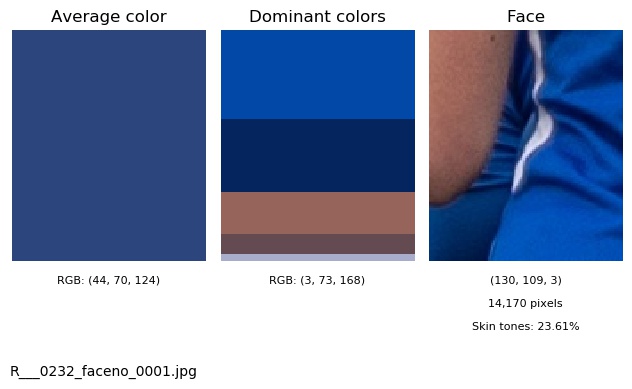 Average color
Dominant colors
Face
RGB: (44, 70, 124)
RGB: (3, 73, 168)
(130, 109, 3)
14,170 pixels
Skin tones: 23.61%
R___0232_faceno_0001.jpg